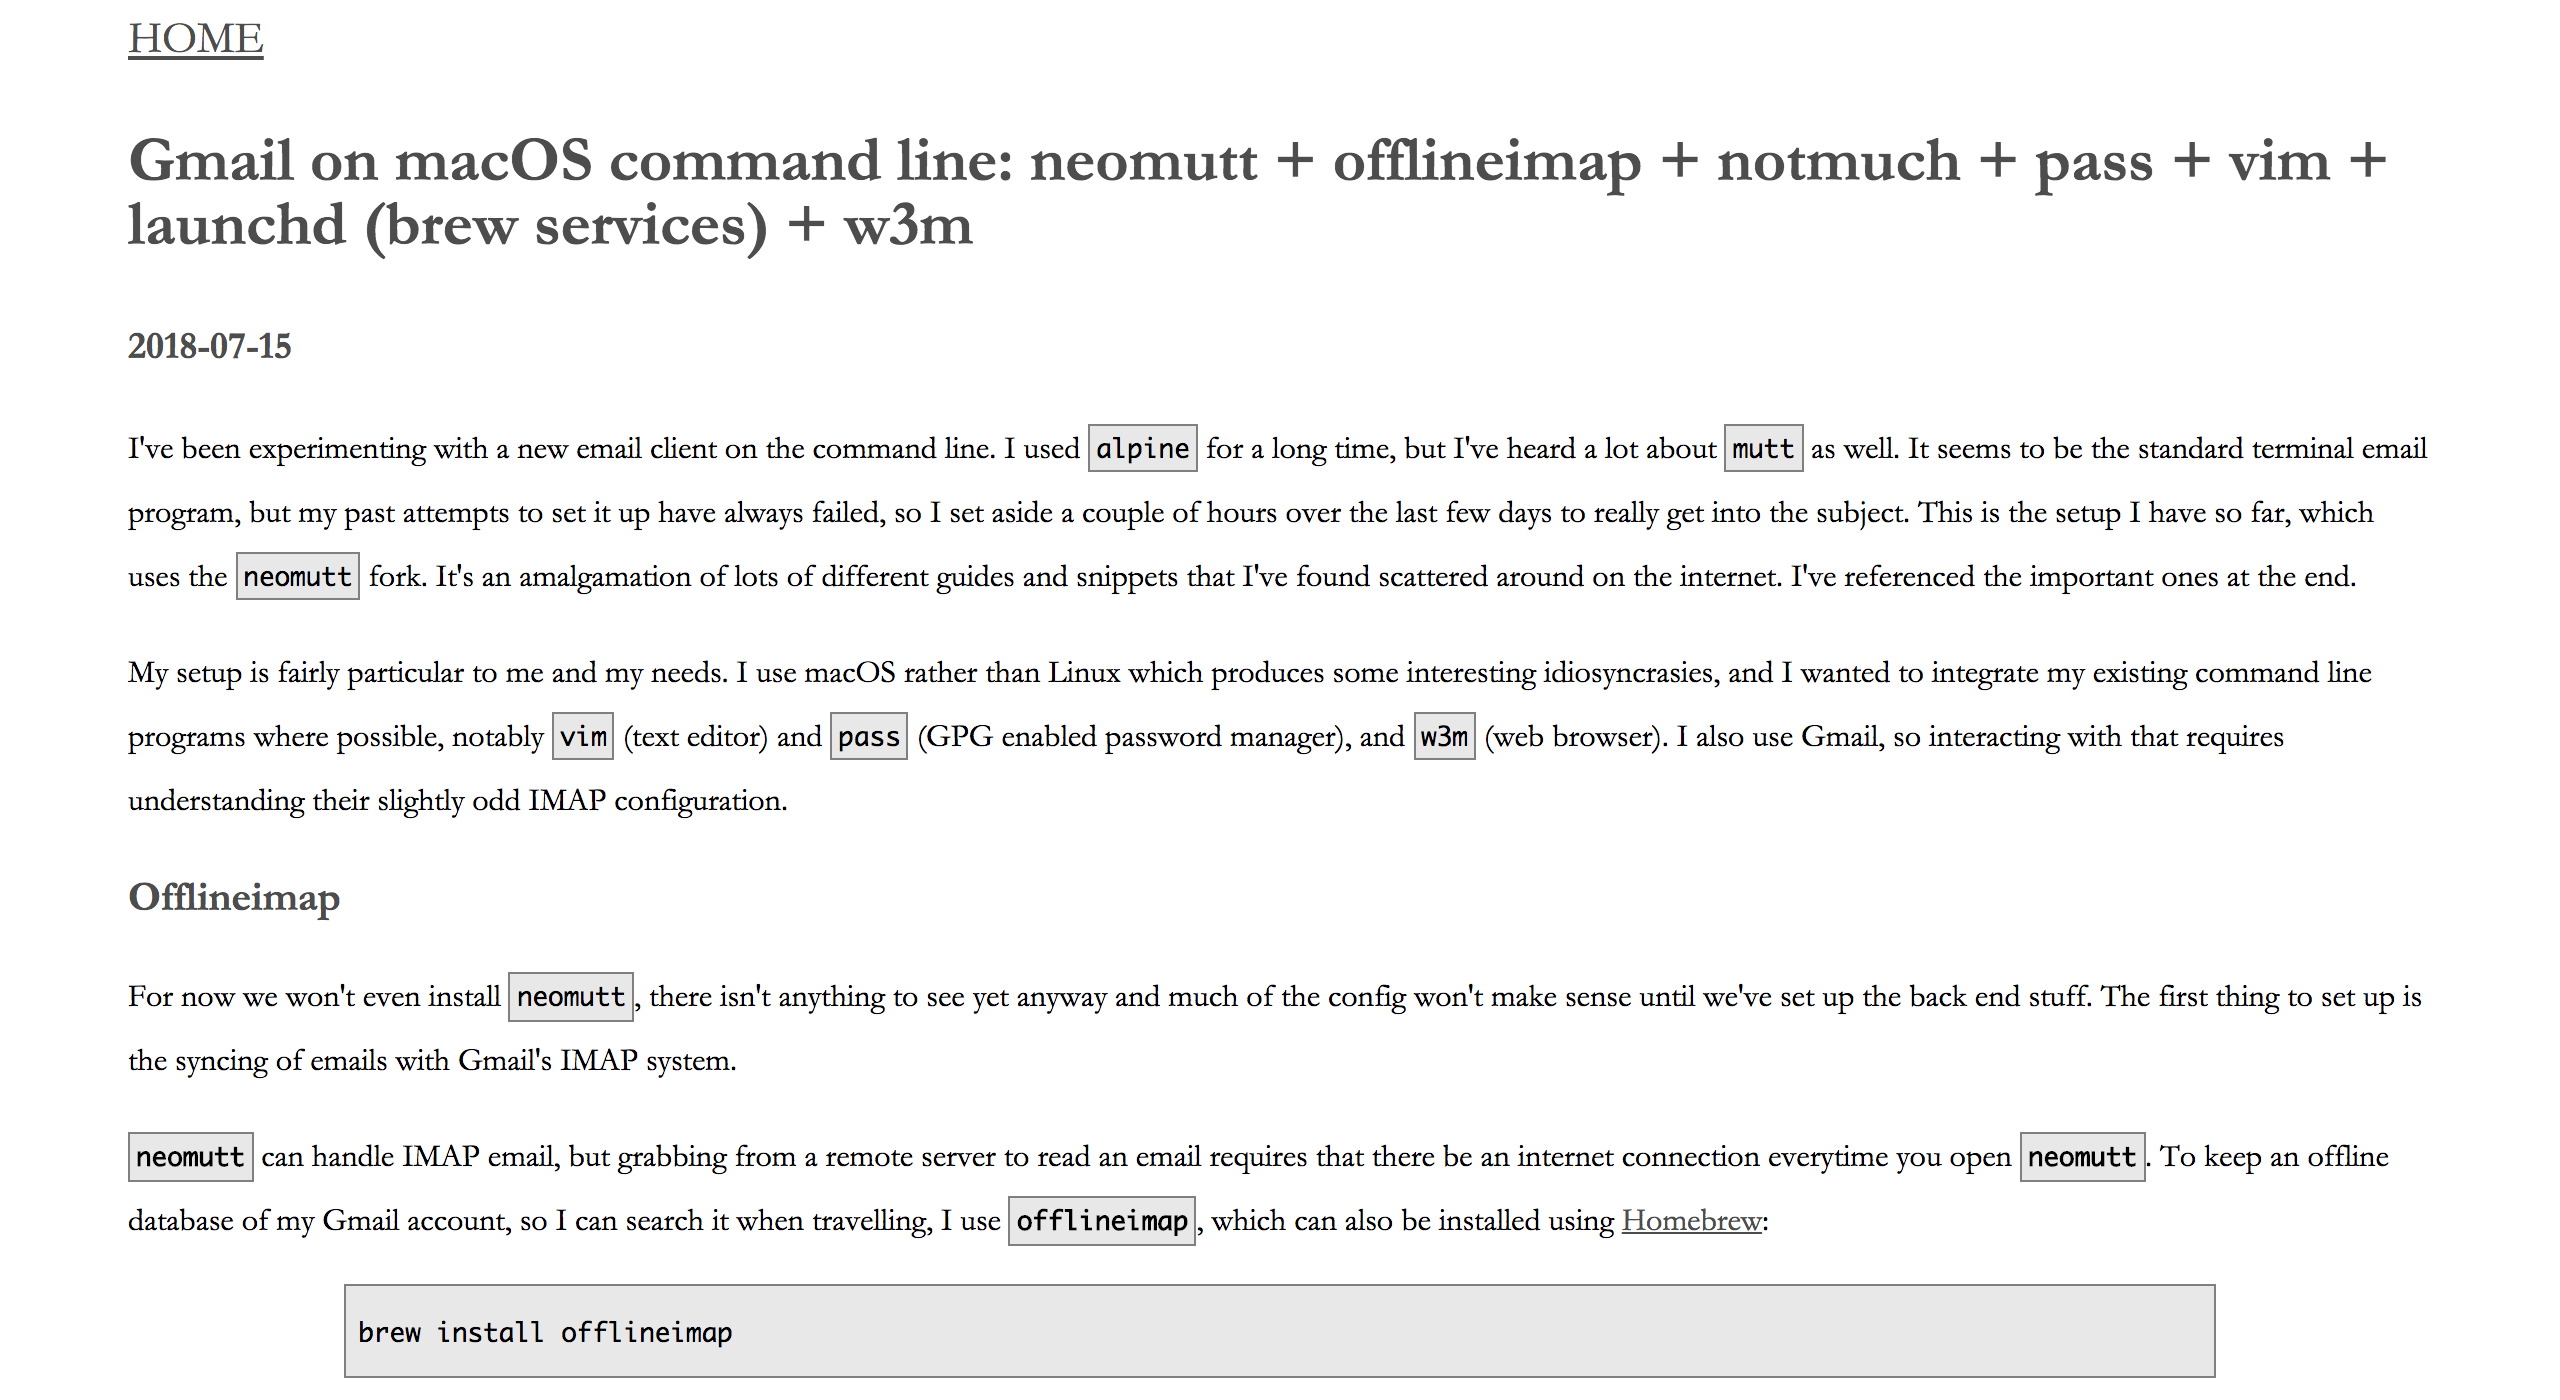 HOME
Gmail on macOS command line: neomutt + offlineimap + notmuch + pass + vim +
launchd (brew services) + w3m
2018-07-15
I've been experimenting with a new email client on the command line. I used alpine for a long time, but I've heard a lot about mutt as well. It seems to be the standard terminal email
program, but my past attempts to set it up have always failed, so I set aside a couple of hours over the last few days to really get into the subject. This is the setup I have so far, which
uses the neomutt fork. It's an amalgamation of lots of different guides and snippets that I've found scattered around on the internet. I've referenced the important ones at the end.
My setup is fairly particular to me and my needs. I use macOS rather than Linux which produces some interesting idiosyncrasies, and I wanted to integrate my existing command line
programs where possible, notably vim (text editor) and pass (GPG enabled password manager), and w3m (web browser). I also use Gmail, so interacting with that requires
understanding their slightly odd IMAP configuration.
Offlineimap
For now we won't even install neomutt, there isn't anything to see yet anyway and much of the config won't make sense until we've set up the back end stuff. The first thing to set up is
the syncing of emails with Gmail's IMAP system.
neomutt can handle IMAP email, but grabbing from a remote server to read an email requires that there be an internet connection everytime you open neomutt. To keep an offline
database of my Gmail account, so I can search it when travelling, I use offlineimap, which can also be installed using Homebrew:
brew install offlineimap